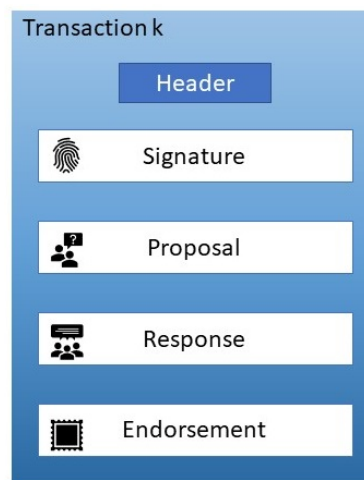 Transaction k
Header
Signature
?
Proposal
Response
Endorsement